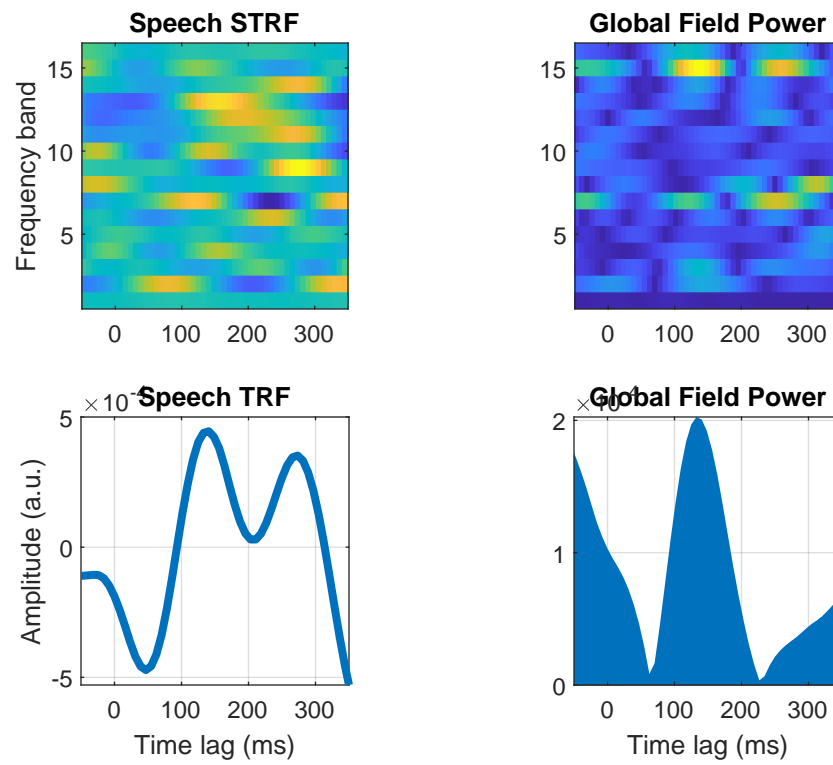 Speech STRF
Global Field Power
Frequency band
15
10
5
0 100 200 300
15
10
5
0 100 200 300
Speech TRF
Global Field Power
× 10-4
Amplitude (a.u.)
5
0
-5
0 100 200 300
Time lag (ms)
2
1
0
0 100 200 300
Time lag (ms)